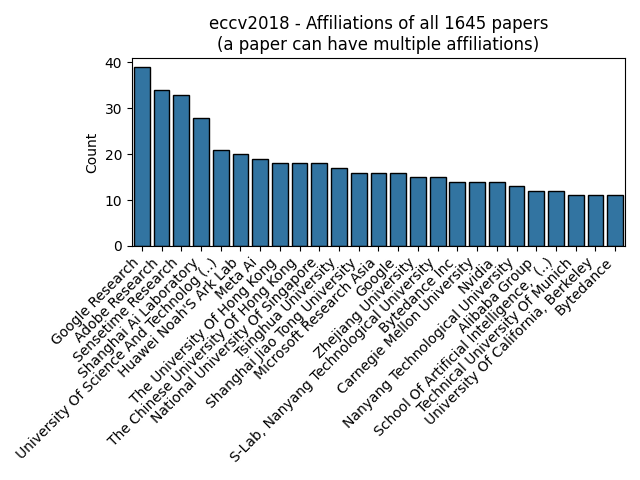 eccv2018 - Affiliations of all 1645 papers
(a paper can have multiple affiliations)
Count
40
30
20
10
0
Google Research
Adobe Research
Sensetime Research
Shanghai Ai Laboratory
University Of Science And Technolog (..)
Huawei Noah'S Ark Lab
Meta Ai
The University Of Hong Kong
The Chinese University Of Hong Kong
National University Of Singapore
Tsinghua University
Shanghai Jiao Tong University
Microsoft Research Asia
Google
Zhejiang University
S-Lab, Nanyang Technological University
Bytedance Inc
Carnegie Mellon University
Nvidia
Nanyang Technological University
Alibaba Group
School Of Artificial Intelligence, (..)
Technical University Of Munich
University Of California, Berkeley
Bytedance